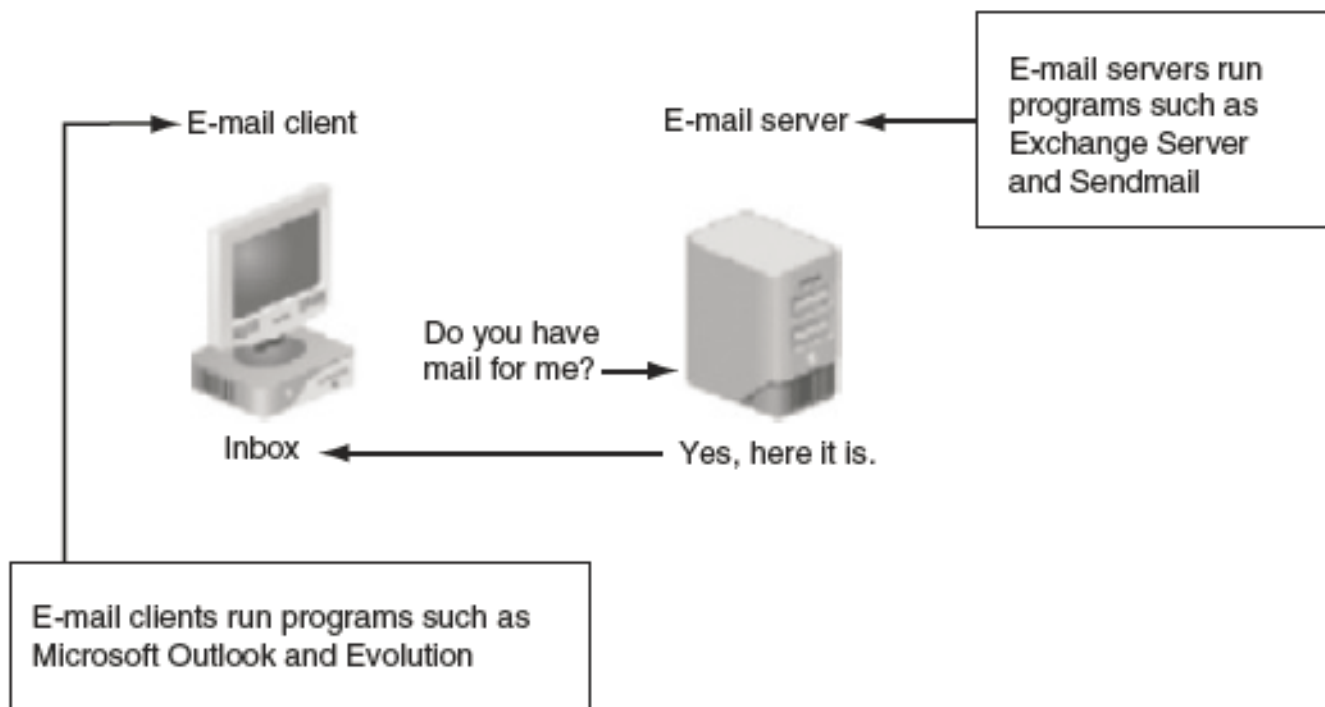 E-mail client
E-mail server
E-mail servers run
programs such as
Exchange Server
and Sendmail
Do you have
mail for me?
Inbox
Yes, here it is.
E-mail clients run programs such as
Microsoft Outlook and Evolution